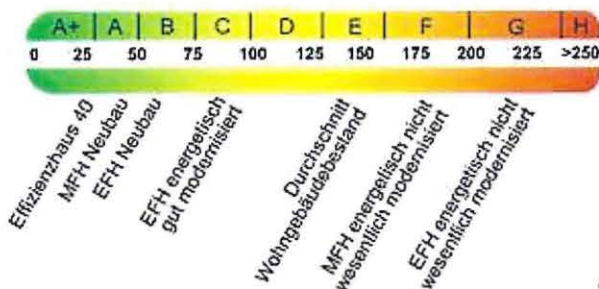 A+ A B C D E F G H
0 25 50 75 100 125 150 175 200 225 >250
Effizienzhaus 40
MFH Neubau
EFH Neubau
EFH energetisch
gut modernisiert
Durchschnitt
Wohngebäudebestand
MFH energetisch nicht
wesentlich modernisiert
EFH energetisch nicht
wesentlich modernisiert